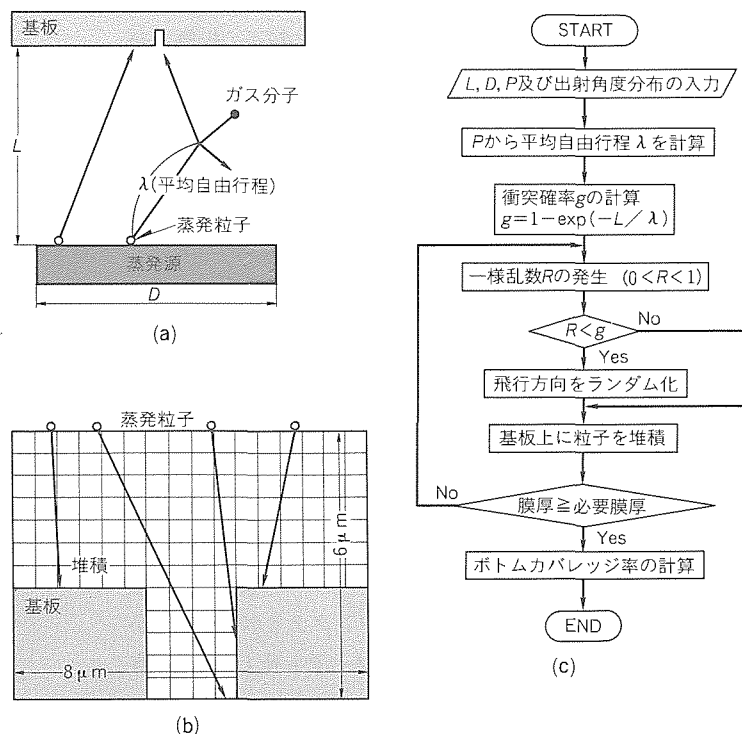 基板
ガス分子
L
λ(平均自由行程)
蒸発粒子
蒸発源
D
(a)
蒸発粒子
堆積
6μm
基板
8μm
(b)
START
L, D, P及び出射角度分布の入力
Pから平均自由行程λを計算
衝突確率gの計算
g=1−exp(−L/λ)
一様乱数Rの発生 (0<R<1)
R<g
No
Yes
飛行方向をランダム化
基板上に粒子を堆積
No
膜厚≧必要膜厚
Yes
ボトムカバレッジ率の計算
END
(c)